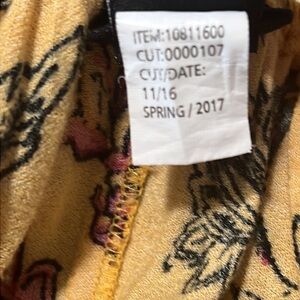 ITEM:10811600
CUT:0000107
CUT/DATE:
11/16
SPRING / 2017